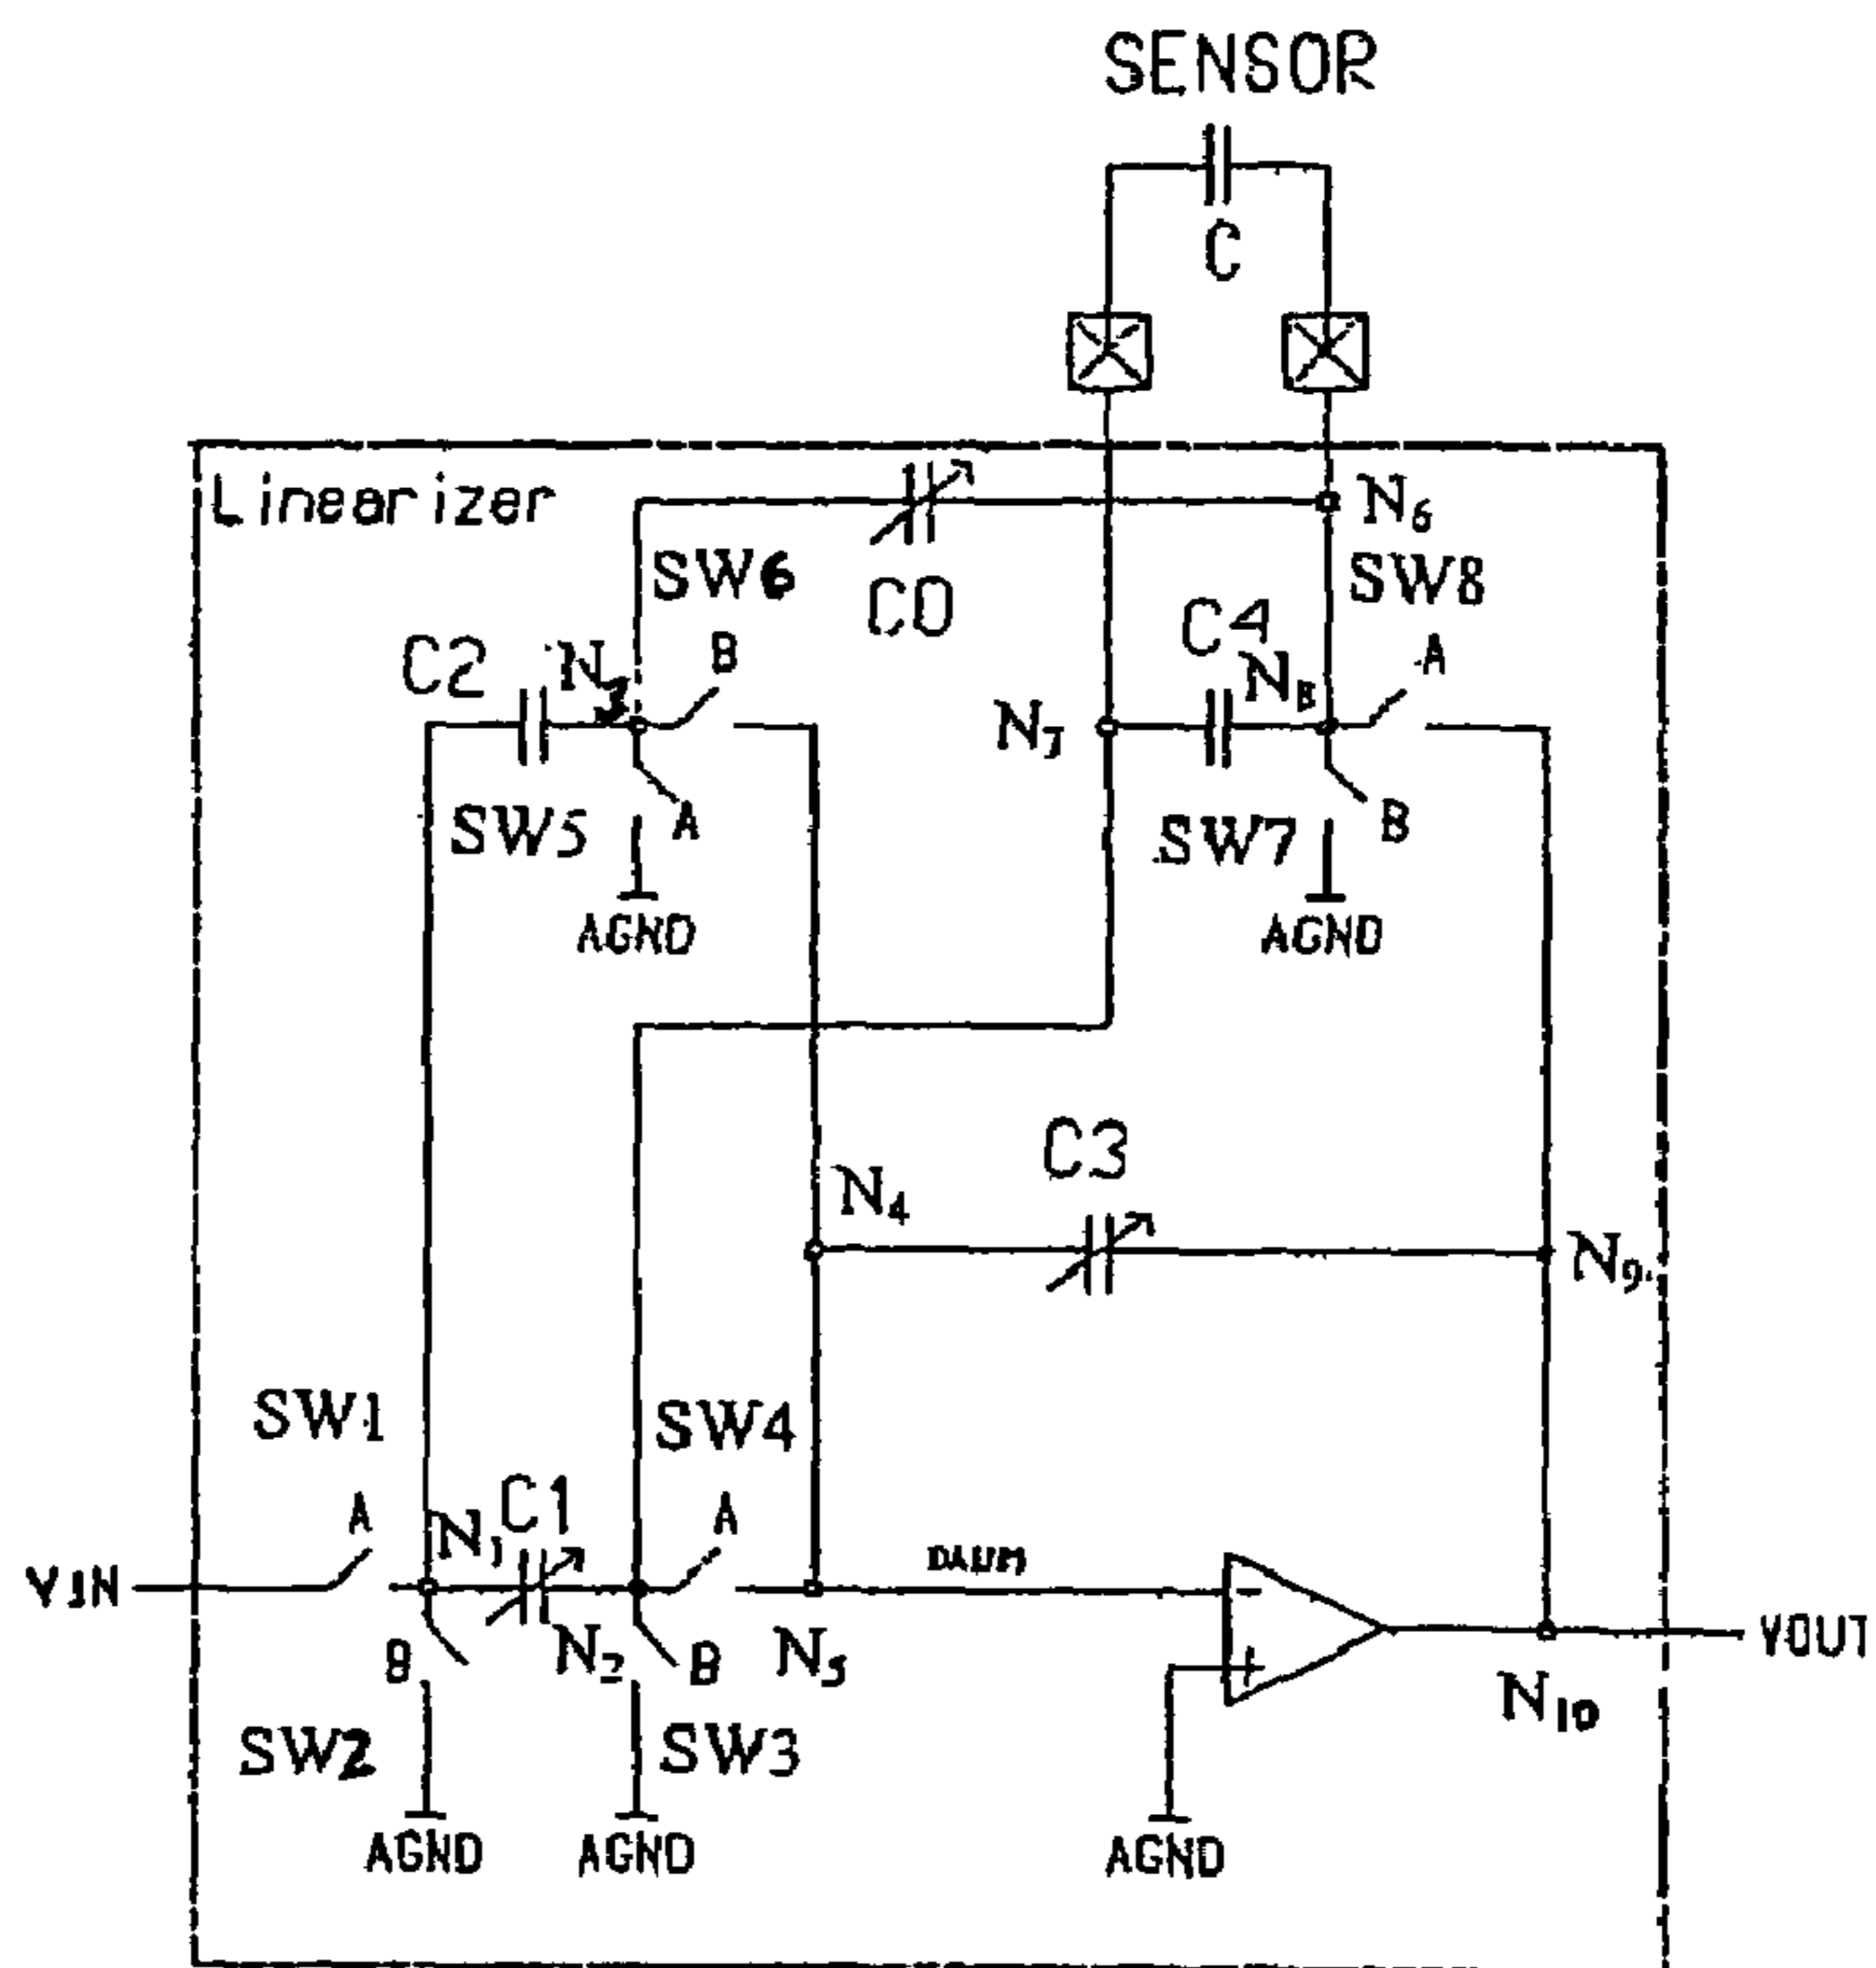 SENSOR
C
Linearizer
N6
SW6
C0
SW8
C2
N3
B
C4
N8
A
N7
SW5
A
SW7
B
AGND
AGND
C3
N4
N9
SW1
SW4
A
N1
C1
A
VIN
B
N2
B
N5
VOUT
SW2
SW3
N10
AGND
AGND
AGND